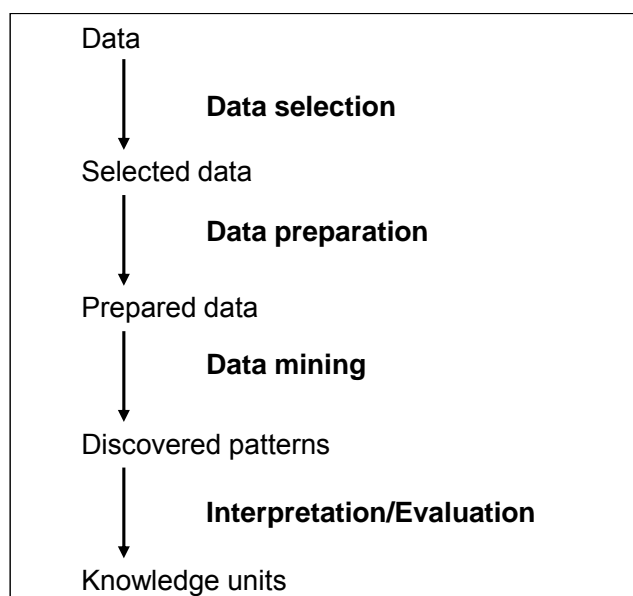 Data
Data selection
Selected data
Data preparation
Prepared data
Data mining
Discovered patterns
Interpretation/Evaluation
Knowledge units